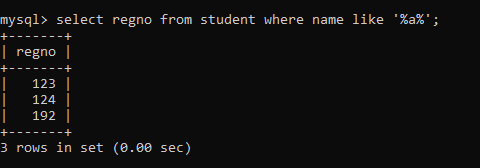 mysql> select regno from student where name like '%a%';
+-------+
| regno |
+-------+
|   123 |
|   124 |
|   192 |
+-------+
3 rows in set (0.00 sec)